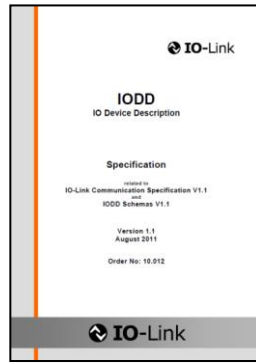 IO-Link
IODD
IO Device Description
Specification
related to
IO-Link Communication Specification V1.1
and
IODD Schemas V1.1
Version 1.1
August 2011
Order No: 10.012
IO-Link